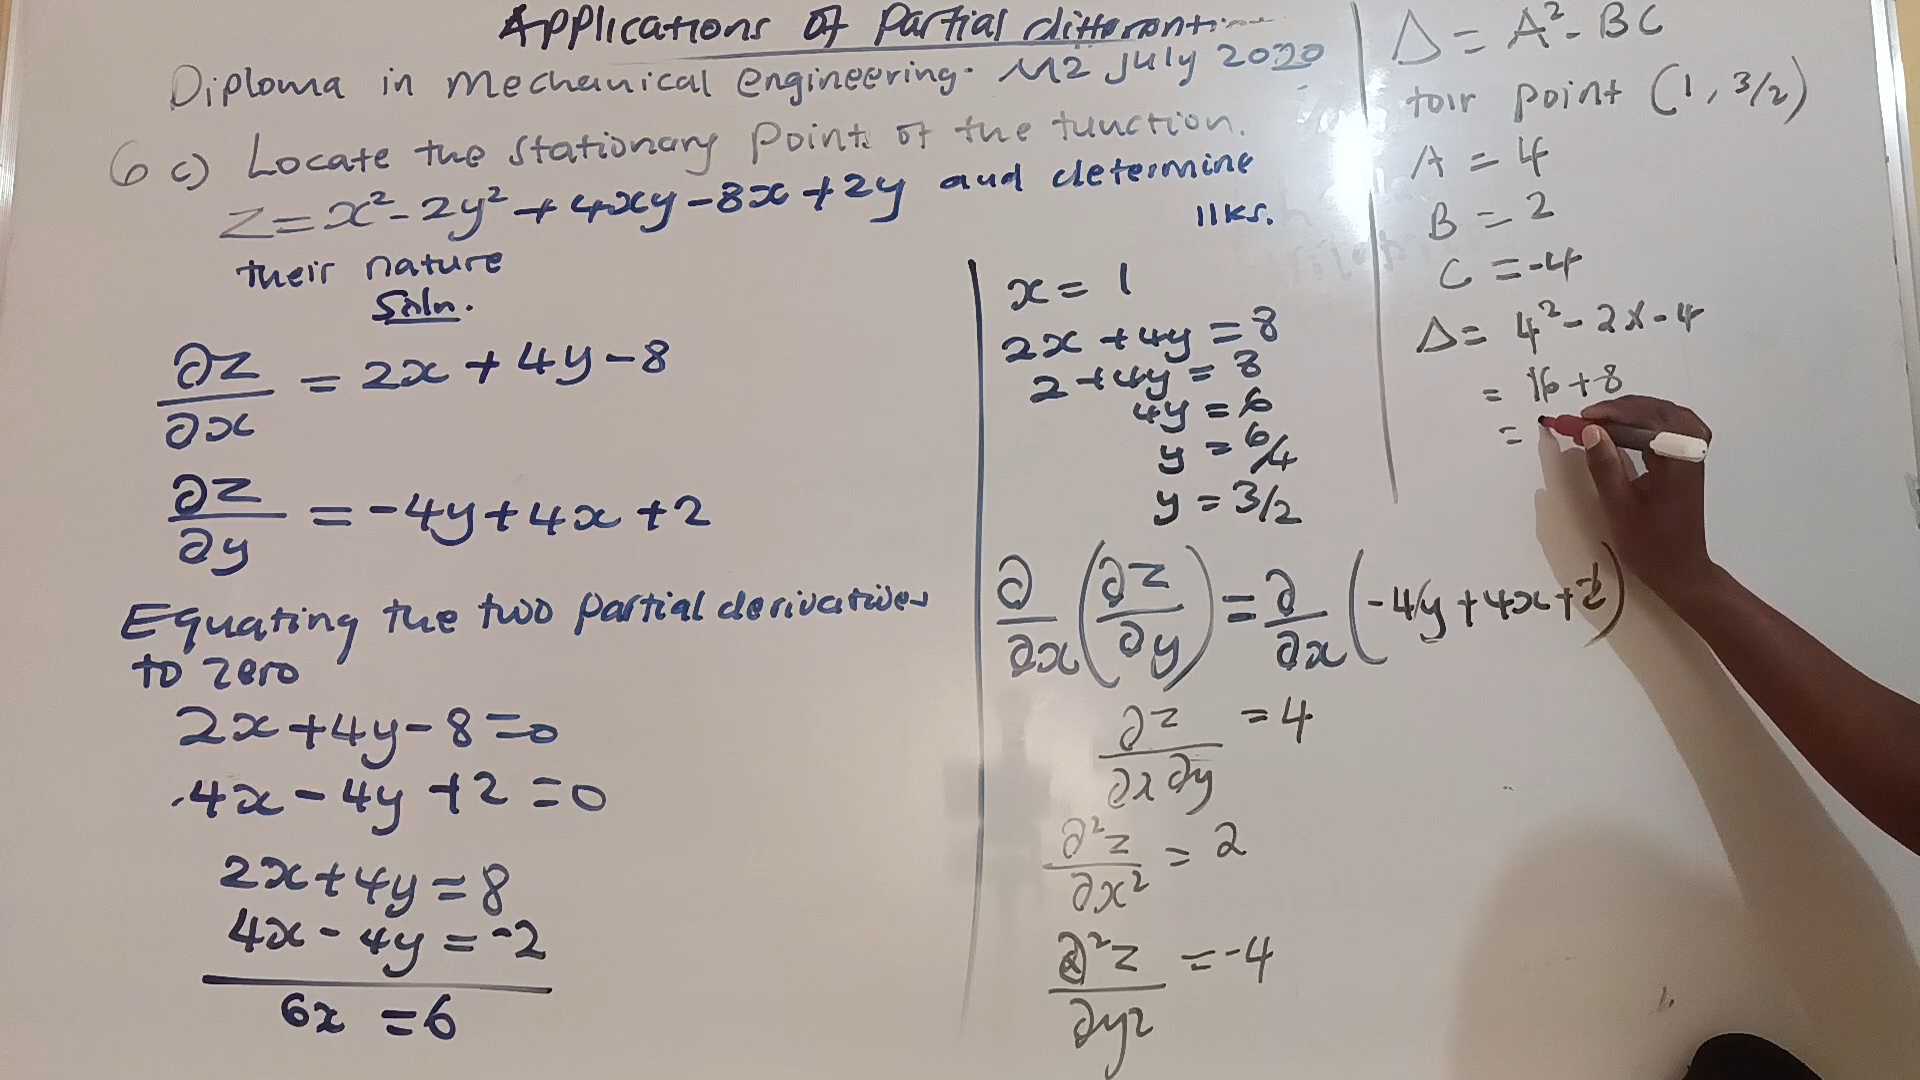 Applications of Partial
Diploma in Mechanical engineering. M2 July 2020
6 c) Locate the stationary Point of the function.
z = x² - 2y² + 4xy - 8x + 2y and determine
11ks.
their nature
Soln.
∂z/∂x = 2x + 4y - 8
∂z/∂y = -4y + 4x + 2
Equating the two partial derivatives
to zero
2x + 4y - 8 = 0
4x - 4y + 2 = 0
2x + 4y = 8
4x - 4y = -2
6x = 6
x = 1
2x + 4y = 8
2 + 4y = 8
4y = 6
y = 6/4
y = 3/2
∂/∂x (∂z/∂y) = ∂/∂x (-4y + 4x + 2)
∂z/∂x∂y = 4
∂²z/∂x² = 2
∂²z/∂y² = -4
Δ = A² - BC
for point (1, 3/2)
A = 4
B = 2
C = -4
Δ = 4² - 2x-4
= 16 + 8
=